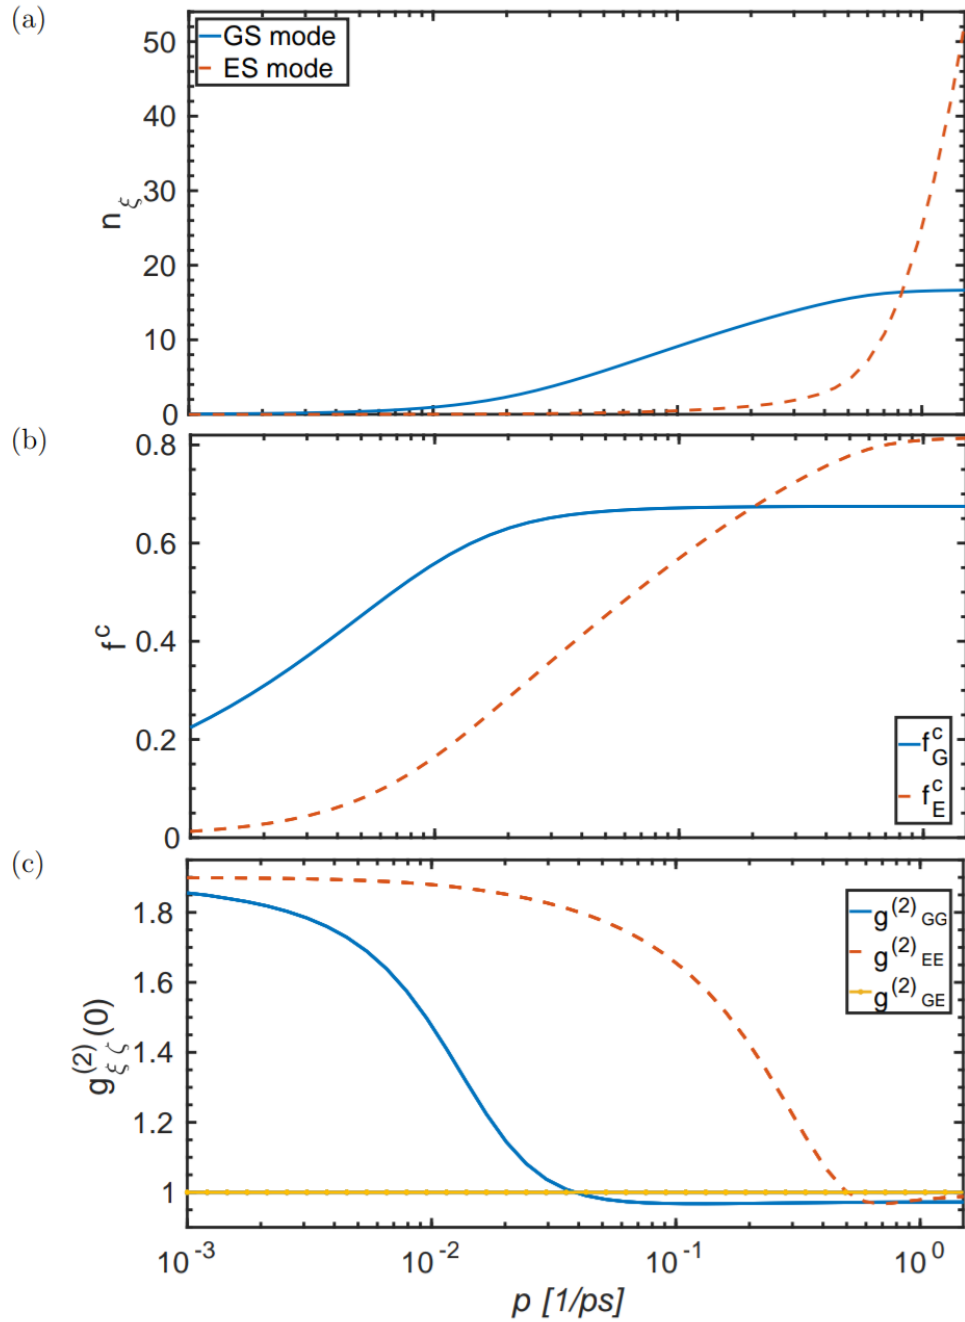 (a)
GS mode
ES mode
50
40
30
20
10
0
n_ξ
(b)
0.8
0.6
0.4
0.2
0
f^c
f^c_G
f^c_E
(c)
1.8
1.6
1.4
1.2
1
g^(2)_ξζ(0)
g^(2)_GG
g^(2)_EE
g^(2)_GE
10^-3 10^-2 10^-1 10^0
p [1/ps]